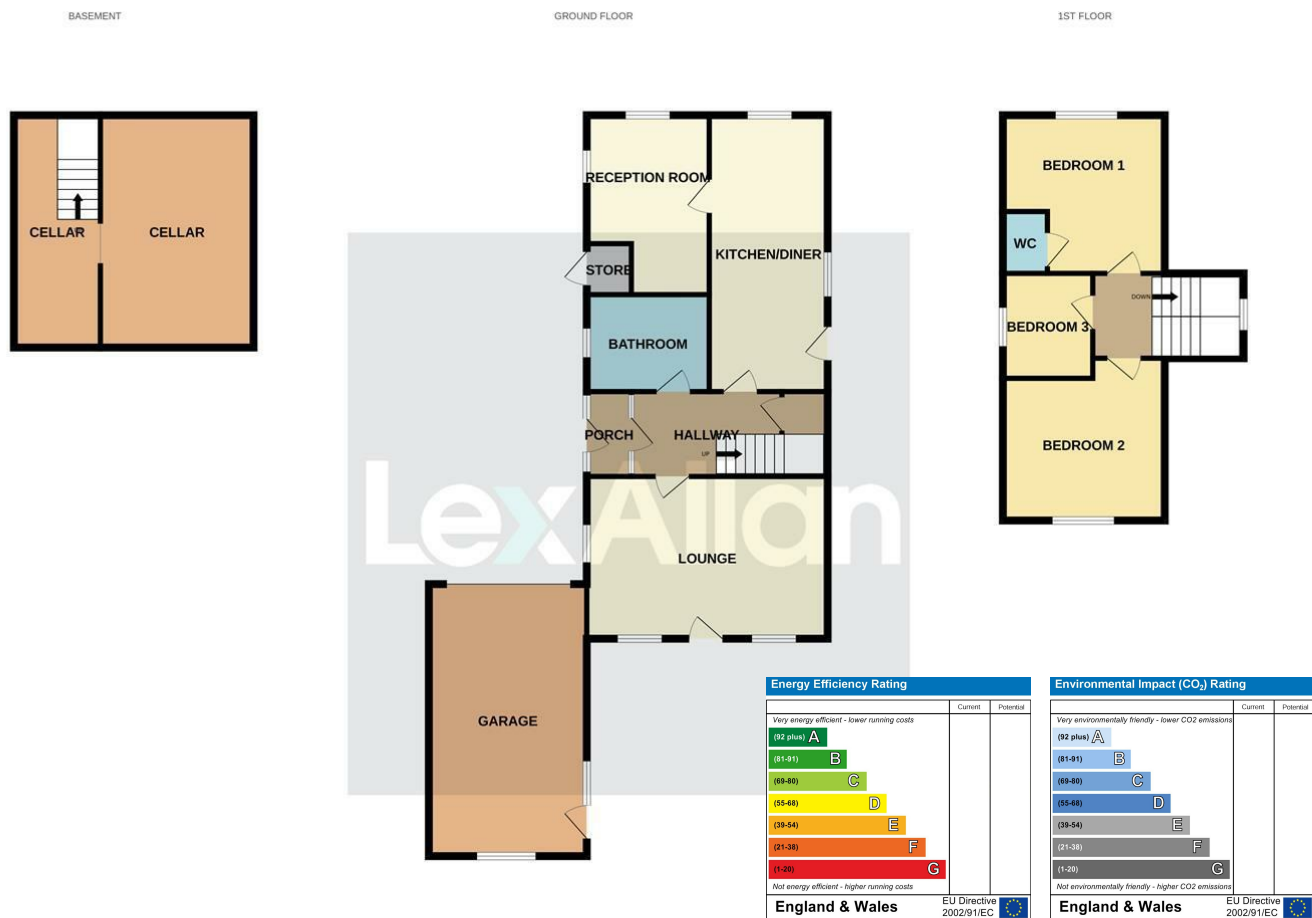 BASEMENT
GROUND FLOOR
1ST FLOOR
CELLAR
CELLAR
RECEPTION ROOM
KITCHEN/DINER
STORE
BATHROOM
PORCH
HALLWAY
UP
LexAllan
LOUNGE
GARAGE
BEDROOM 1
WC
DOWN
BEDROOM 3
BEDROOM 2
Energy Efficiency Rating
Current Potential
Very energy efficient - lower running costs
(92 plus) A
(81-91) B
(69-80) C
(55-68) D
(39-54) E
(21-38) F
(1-20) G
Not energy efficient - higher running costs
England & Wales
EU Directive
2002/91/EC
Environmental Impact (CO₂) Rating
Current Potential
Very environmentally friendly - lower CO2 emissions
(92 plus) A
(81-91) B
(69-80) C
(55-68) D
(39-54) E
(21-38) F
(1-20) G
Not environmentally friendly - higher CO2 emissions
England & Wales
EU Directive
2002/91/EC